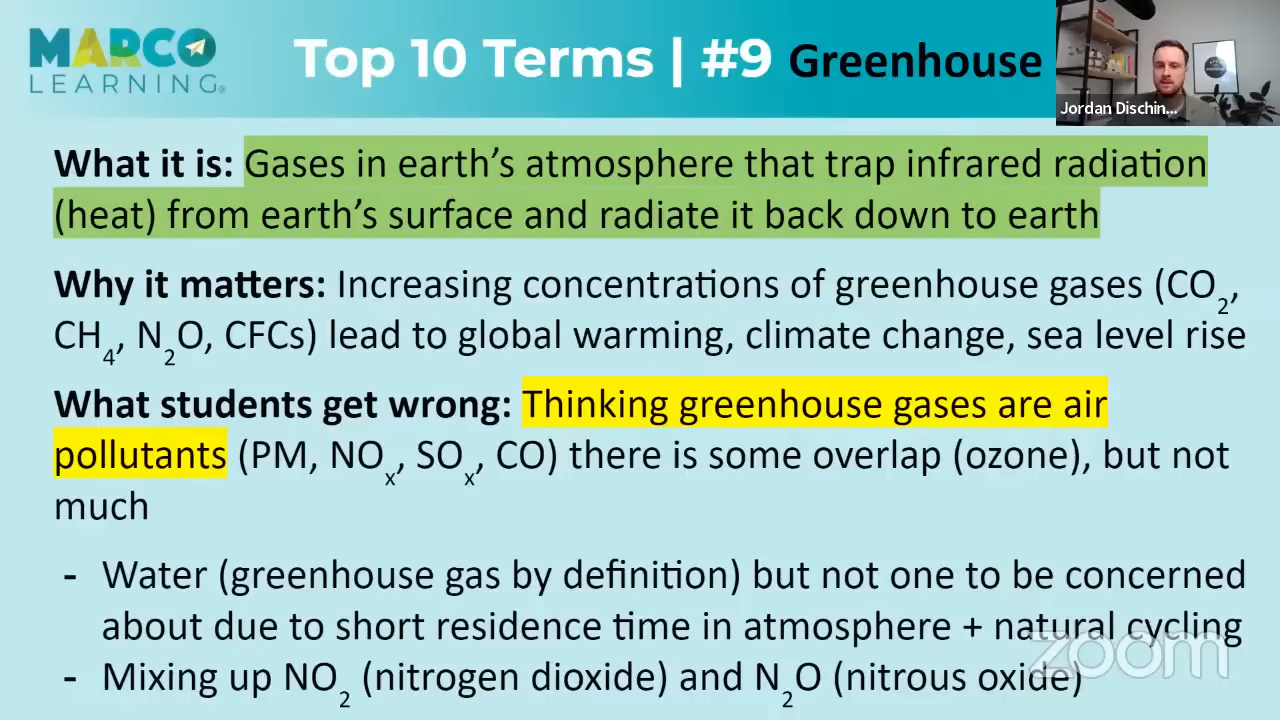 MARCO
LEARNING®
Top 10 Terms | #9 Greenhouse
Jordan Dischin...
What it is: Gases in earth’s atmosphere that trap infrared radiation
(heat) from earth’s surface and radiate it back down to earth
Why it matters: Increasing concentrations of greenhouse gases (CO₂,
CH₄, N₂O, CFCs) lead to global warming, climate change, sea level rise
What students get wrong: Thinking greenhouse gases are air
pollutants (PM, NOₓ, SOₓ, CO) there is some overlap (ozone), but not
much
- Water (greenhouse gas by definition) but not one to be concerned
about due to short residence time in atmosphere + natural cycling
- Mixing up NO₂ (nitrogen dioxide) and N₂O (nitrous oxide)
zoom